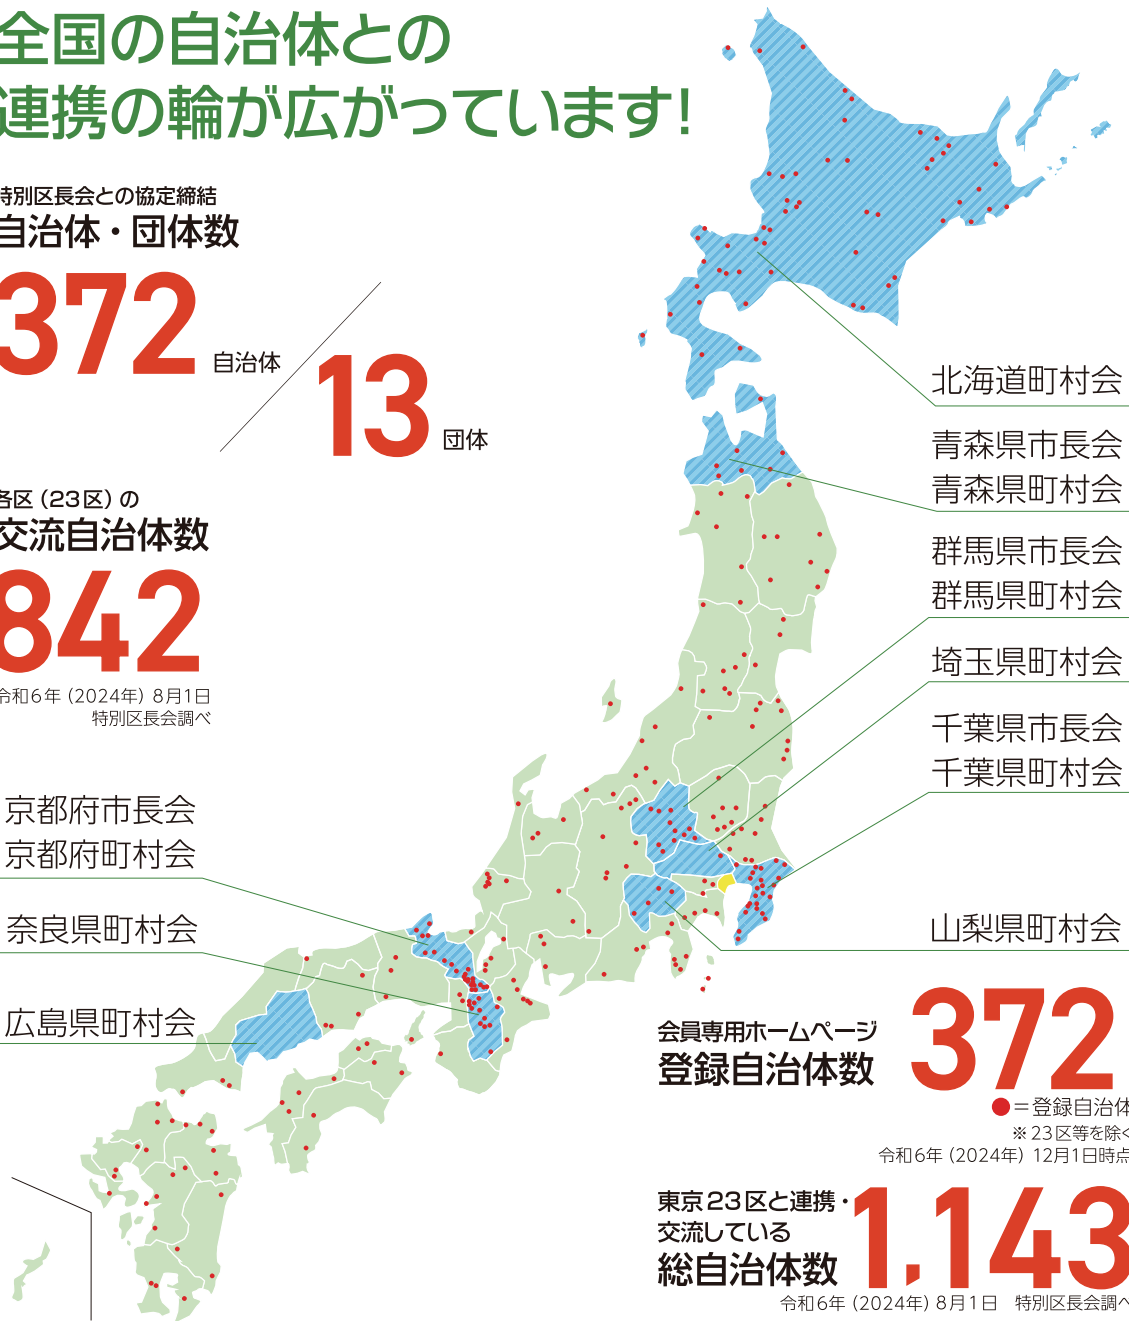 全国の自治体との
連携の輪が広がっています!
特別区長会との協定締結
自治体・団体数
372 自治体
13 団体
各区（23区）の
交流自治体数
842
令和6年（2024年）8月1日
特別区長会調べ
北海道町村会
青森県市長会
青森県町村会
群馬県市長会
群馬県町村会
埼玉県町村会
千葉県市長会
千葉県町村会
山梨県町村会
京都府市長会
京都府町村会
奈良県町村会
広島県町村会
会員専用ホームページ
登録自治体数 372
●＝登録自治体
※23区等を除く
令和6年（2024年）12月1日時点
東京23区と連携・
交流している
総自治体数 1,143
令和6年（2024年）8月1日 特別区長会調べ